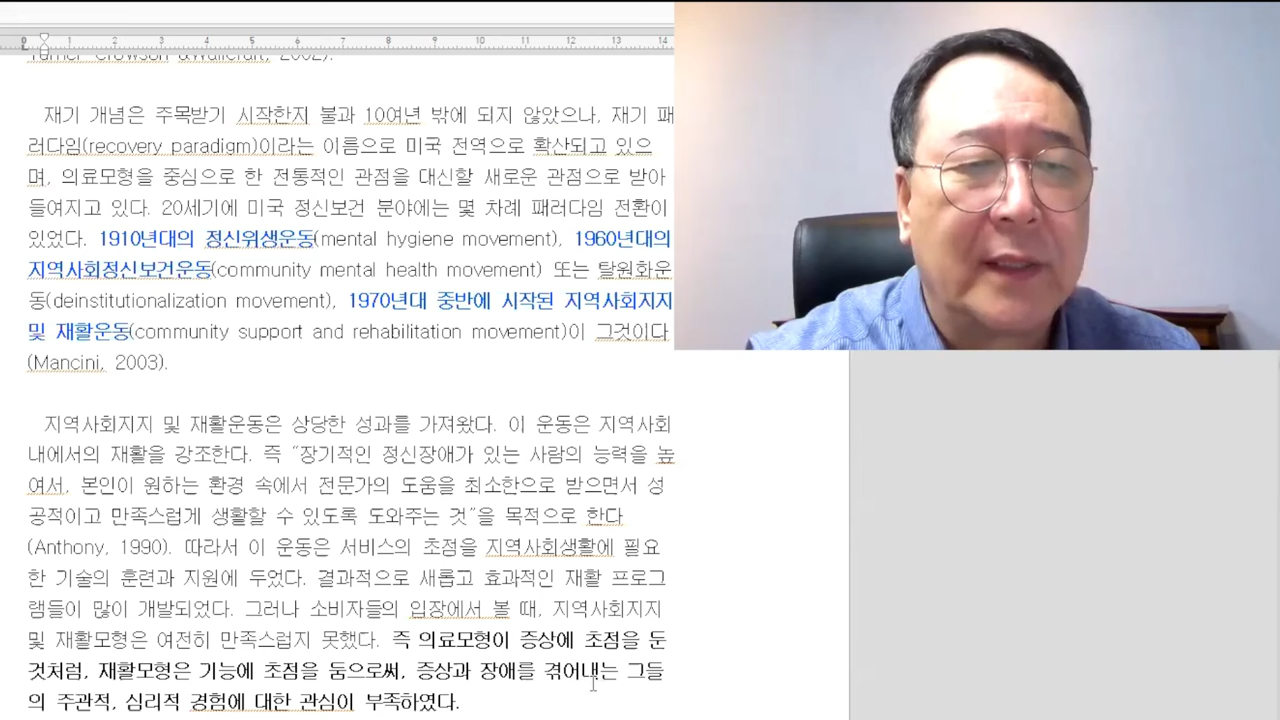 0 1 2 3 4 5 6 7 8 9 10 11 12 13 14
Turner-Crowson &Wallcraft, 2002).
재기 개념은 주목받기 시작한지 불과 10여년 밖에 되지 않았으나, 재기 패
러다임(recovery paradigm)이라는 이름으로 미국 전역으로 확산되고 있으
며, 의료모형을 중심으로 한 전통적인 관점을 대신할 새로운 관점으로 받아
들여지고 있다. 20세기에 미국 정신보건 분야에는 몇 차례 패러다임 전환이
있었다. 1910년대의 정신위생운동(mental hygiene movement), 1960년대의
지역사회정신보건운동(community mental health movement) 또는 탈원화운
동(deinstitutionalization movement), 1970년대 중반에 시작된 지역사회지지
및 재활운동(community support and rehabilitation movement)이 그것이다
(Mancini, 2003).
지역사회지지 및 재활운동은 상당한 성과를 가져왔다. 이 운동은 지역사회
내에서의 재활을 강조한다. 즉 "장기적인 정신장애가 있는 사람의 능력을 높
여서, 본인이 원하는 환경 속에서 전문가의 도움을 최소한으로 받으면서 성
공적이고 만족스럽게 생활할 수 있도록 도와주는 것"을 목적으로 한다
(Anthony, 1990). 따라서 이 운동은 서비스의 초점을 지역사회생활에 필요
한 기술의 훈련과 지원에 두었다. 결과적으로 새롭고 효과적인 재활 프로그
램들이 많이 개발되었다. 그러나 소비자들의 입장에서 볼 때, 지역사회지지
및 재활모형은 여전히 만족스럽지 못했다. 즉 의료모형이 증상에 초점을 둔
것처럼, 재활모형은 기능에 초점을 둠으로써, 증상과 장애를 겪어내는 그들
의 주관적, 심리적 경험에 대한 관심이 부족하였다.